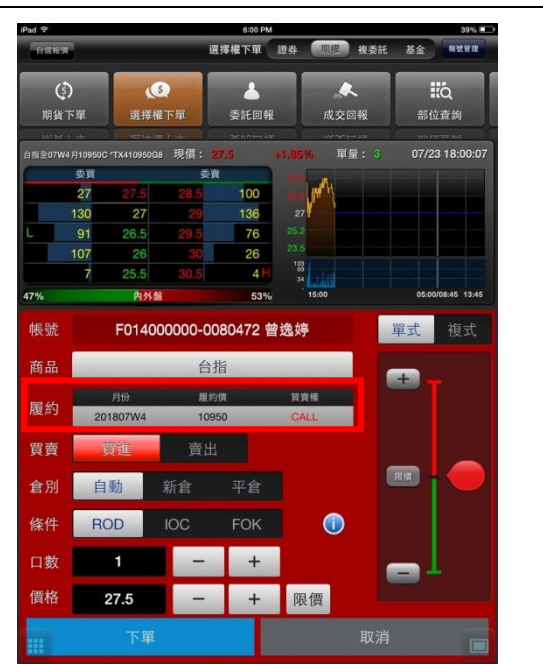 iPad 6:00 PM 39%
自選報價 選擇權下單 證券 期權 複委託 基金 帳號管理
期貨下單 選擇權下單 委託回報 成交回報 部位查詢
台指全07W4月10950C *TX410950G8 現價: 27.5 +1.85% 單量: 3 07/23 18:00:07
委買 委賣
27 27.5 28.5 100
130 27 29 136
L 91 26.5 29.5 76
107 26 30 26
7 25.5 30.5 4 H
27
25.2
23.5
103
69
34
47% 內外盤 53% 15:00 05:00/08:45 13:45
帳號 F014000000-0080472 曾逸婷 單式 複式
商品 台指
履約 月份 履約價 買賣權
201807W4 10950 CALL
買賣 買進 賣出
倉別 自動 新倉 平倉
限價
條件 ROD IOC FOK
口數 1 − +
價格 27.5 − + 限價
下單 取消